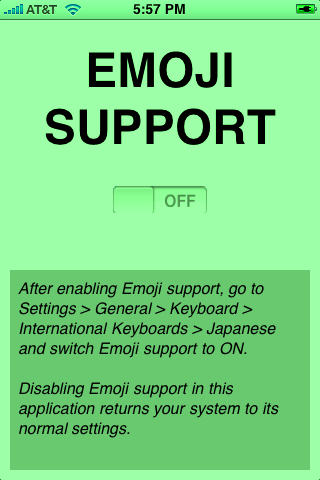 AT&T 5:57 PM
EMOJI
SUPPORT
OFF
After enabling Emoji support, go to
Settings > General > Keyboard >
International Keyboards > Japanese
and switch Emoji support to ON.
Disabling Emoji support in this
application returns your system to its
normal settings.